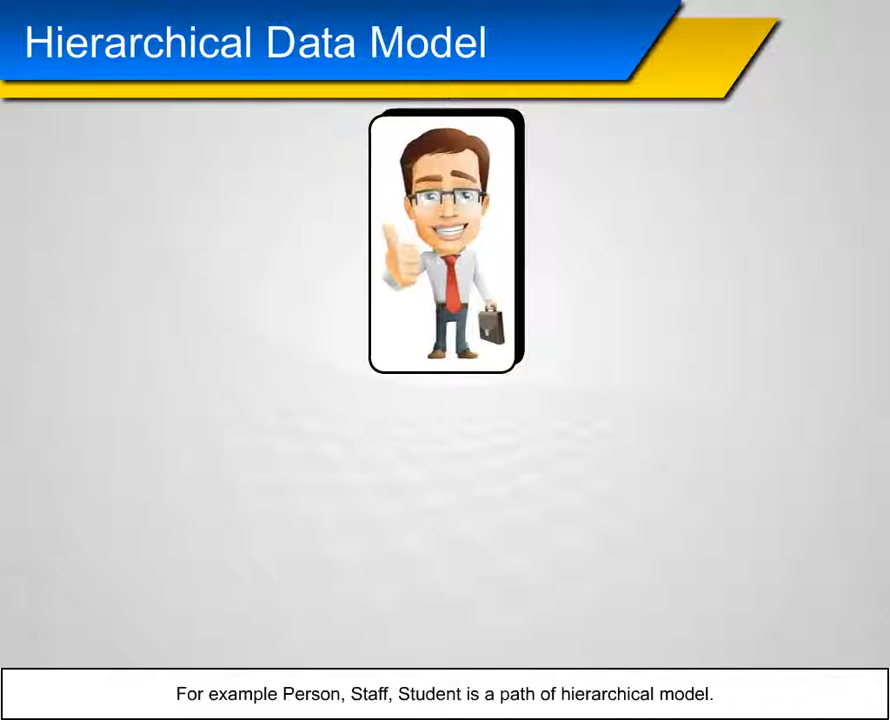 Hierarchical Data Model
For example Person, Staff, Student is a path of hierarchical model.